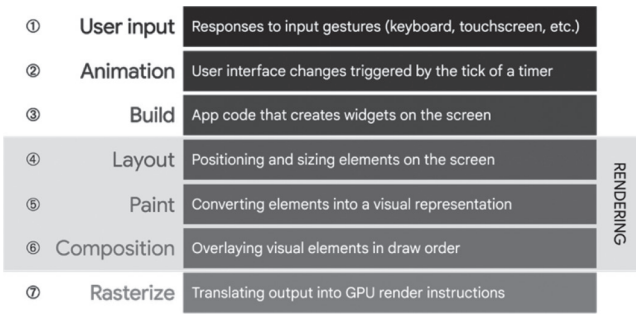 ① User input Responses to input gestures (keyboard, touchscreen, etc.)
② Animation User interface changes triggered by the tick of a timer
③ Build App code that creates widgets on the screen
④ Layout Positioning and sizing elements on the screen
⑤ Paint Converting elements into a visual representation
⑥ Composition Overlaying visual elements in draw order
⑦ Rasterize Translating output into GPU render instructions
RENDERING